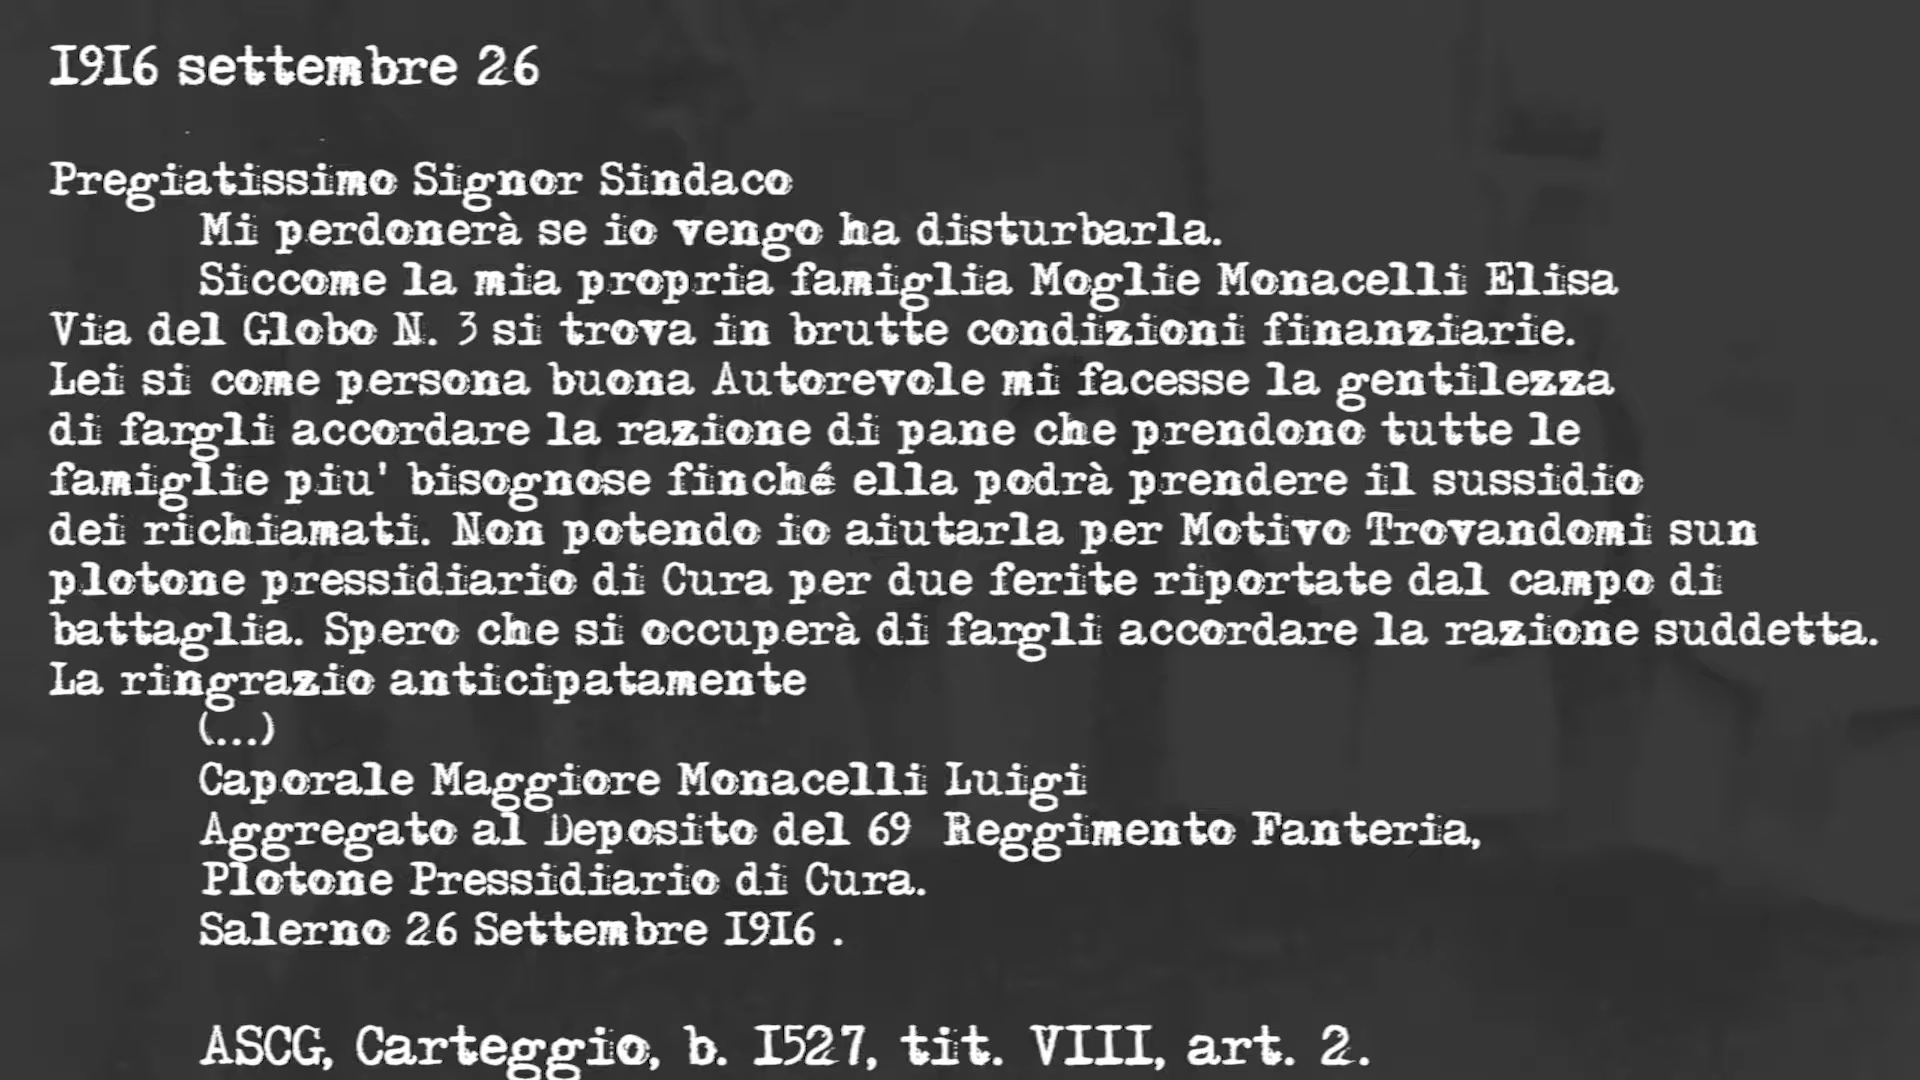 1916 settembre 26
Pregiatissimo Signor Sindaco
Mi perdonerà se io vengo ha disturbarla.
Siccome la mia propria famiglia Moglie Monacelli Elisa
Via del Globo N. 3 si trova in brutte condizioni finanziarie.
Lei si come persona buona Autorevole mi facesse la gentilezza
di fargli accordare la razione di pane che prendono tutte le
famiglie piu' bisognose finché ella podrà prendere il sussidio
dei richiamati. Non potendo io aiutarla per Motivo Trovandomi sun
plotone pressidiario di Cura per due ferite riportate dal campo di
battaglia. Spero che si occuperà di fargli accordare la razione suddetta.
La ringrazio anticipatamente
(...)
Caporale Maggiore Monacelli Luigi
Aggregato al Deposito del 69 Reggimento Fanteria,
Plotone Pressidiario di Cura.
Salerno 26 Settembre 1916 .
ASCG, Carteggio, b. 1527, tit. VIII, art. 2.